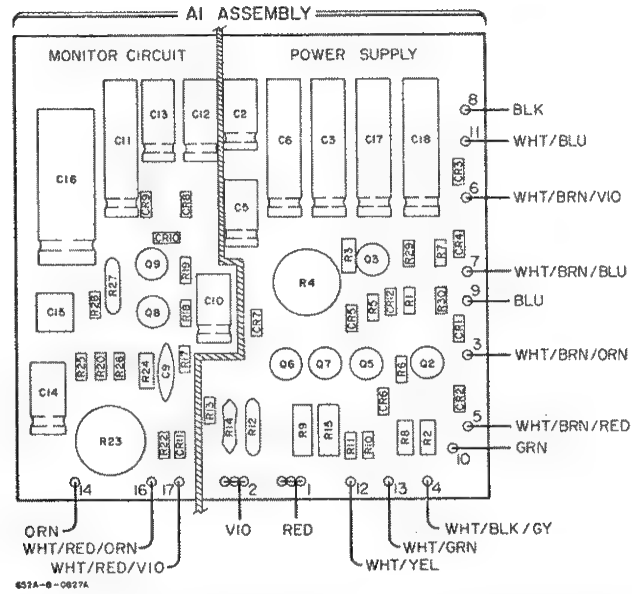 A1 ASSEMBLY
MONITOR CIRCUIT POWER SUPPLY
C16
C11
C13
C12
C2
C6
C3
C17
C18
8
BLK
11
WHT/BLU
CR3
6
WHT/BRN/VIO
C5
CR9
CR8
CR10
CR4
Q9
R19
R27
R28
C15
Q8
R18
C10
CR7
R4
R3
Q3
R29
R7
7
WHT/BRN/BLU
9
BLU
CR5
R5
CR12
R1
R30
CR1
3
WHT/BRN/ORN
C14
R25
R20
R26
R24
C9
R17
Q6
Q7
Q5
R6
Q2
CR6
CR2
5
WHT/BRN/RED
10
GRN
R23
R22
CR11
R13
R14
R12
R9
R15
R11
R10
R8
R2
14
16
17
2
1
12
13
4
ORN
WHT/RED/ORN
WHT/RED/VIO
VIO
RED
WHT/YEL
WHT/GRN
WHT/BLK/GY
652A-B-0827A